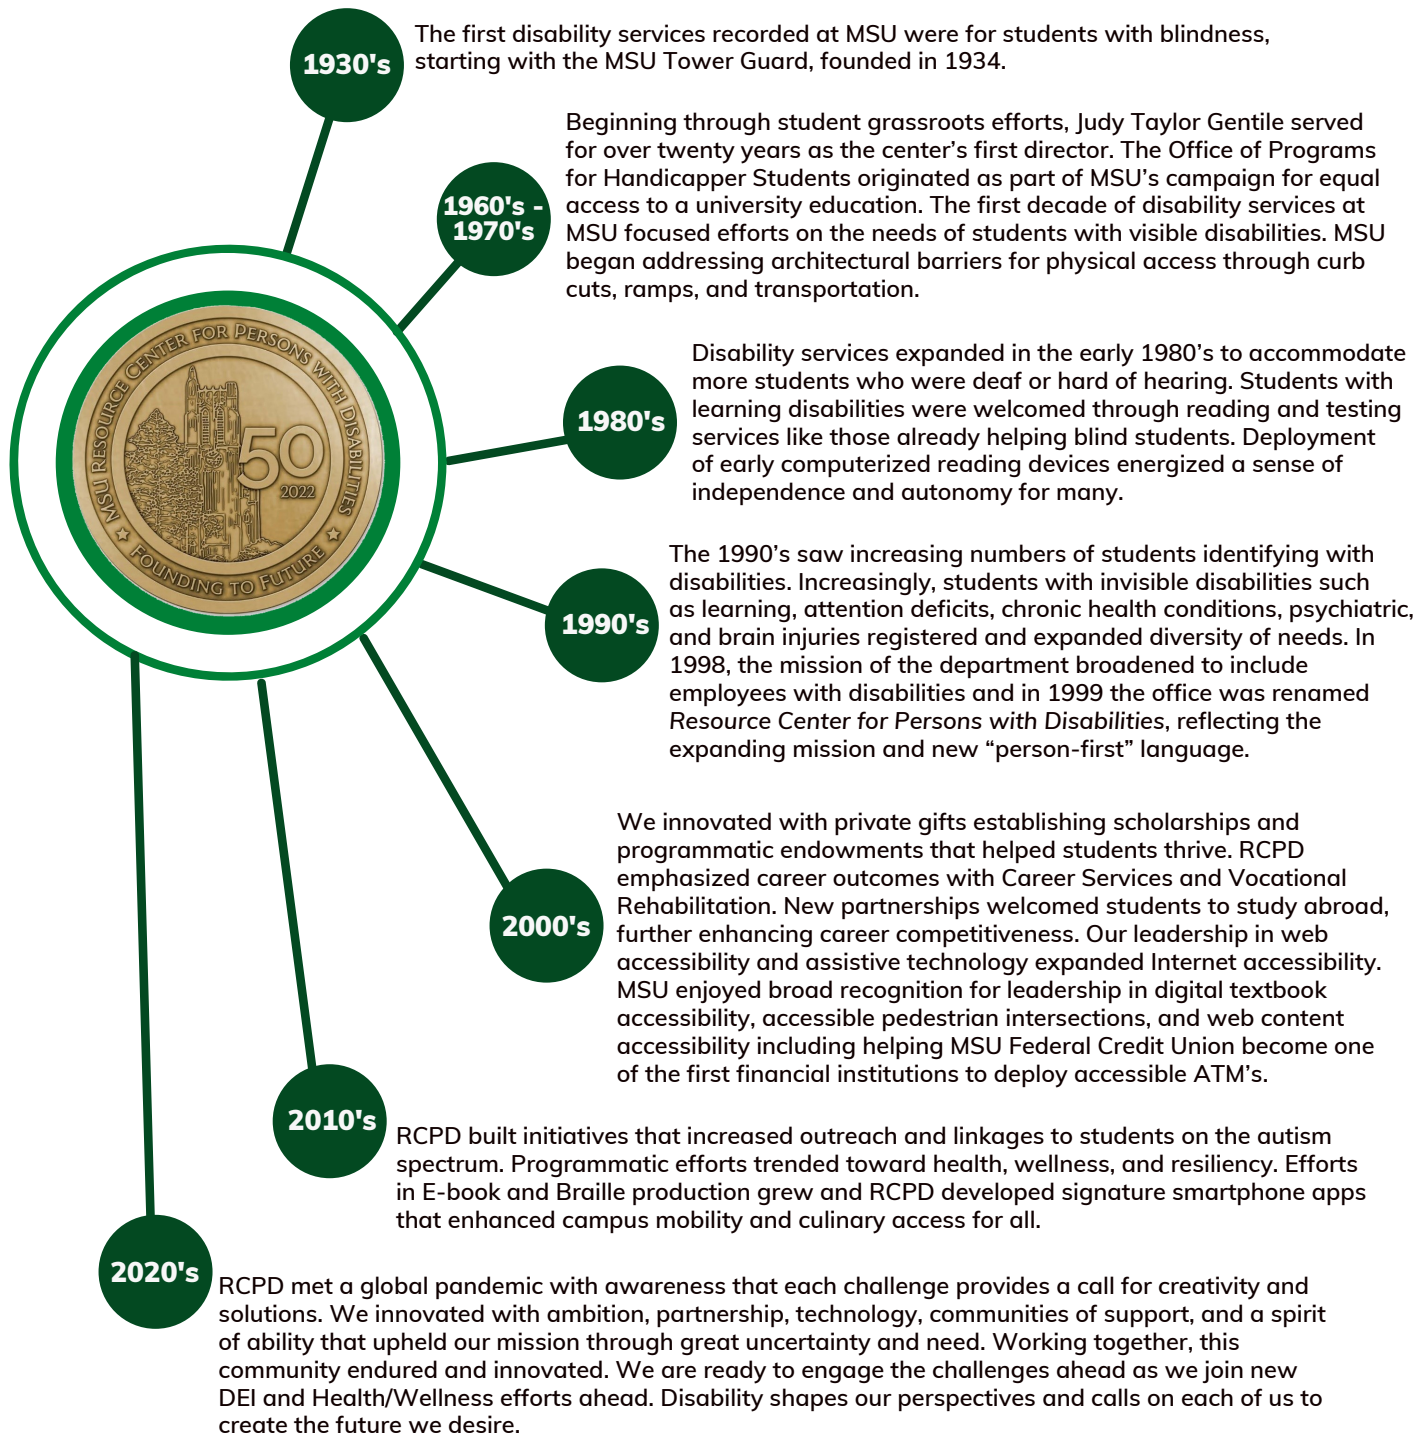 1930's
The first disability services recorded at MSU were for students with blindness,
starting with the MSU Tower Guard, founded in 1934.
1960's -
1970's
Beginning through student grassroots efforts, Judy Taylor Gentile served
for over twenty years as the center’s first director. The Office of Programs
for Handicapper Students originated as part of MSU’s campaign for equal
access to a university education. The first decade of disability services at
MSU focused efforts on the needs of students with visible disabilities. MSU
began addressing architectural barriers for physical access through curb
cuts, ramps, and transportation.
MSU RESOURCE CENTER FOR PERSONS WITH DISABILITIES
50
2022
FOUNDING TO FUTURE
1980's
Disability services expanded in the early 1980’s to accommodate
more students who were deaf or hard of hearing. Students with
learning disabilities were welcomed through reading and testing
services like those already helping blind students. Deployment
of early computerized reading devices energized a sense of
independence and autonomy for many.
1990's
The 1990’s saw increasing numbers of students identifying with
disabilities. Increasingly, students with invisible disabilities such
as learning, attention deficits, chronic health conditions, psychiatric,
and brain injuries registered and expanded diversity of needs. In
1998, the mission of the department broadened to include
employees with disabilities and in 1999 the office was renamed
Resource Center for Persons with Disabilities, reflecting the
expanding mission and new “person-first” language.
2000's
We innovated with private gifts establishing scholarships and
programmatic endowments that helped students thrive. RCPD
emphasized career outcomes with Career Services and Vocational
Rehabilitation. New partnerships welcomed students to study abroad,
further enhancing career competitiveness. Our leadership in web
accessibility and assistive technology expanded Internet accessibility.
MSU enjoyed broad recognition for leadership in digital textbook
accessibility, accessible pedestrian intersections, and web content
accessibility including helping MSU Federal Credit Union become one
of the first financial institutions to deploy accessible ATM’s.
2010's
RCPD built initiatives that increased outreach and linkages to students on the autism
spectrum. Programmatic efforts trended toward health, wellness, and resiliency. Efforts
in E-book and Braille production grew and RCPD developed signature smartphone apps
that enhanced campus mobility and culinary access for all.
2020's
RCPD met a global pandemic with awareness that each challenge provides a call for creativity and
solutions. We innovated with ambition, partnership, technology, communities of support, and a spirit
of ability that upheld our mission through great uncertainty and need. Working together, this
community endured and innovated. We are ready to engage the challenges ahead as we join new
DEI and Health/Wellness efforts ahead. Disability shapes our perspectives and calls on each of us to
create the future we desire.